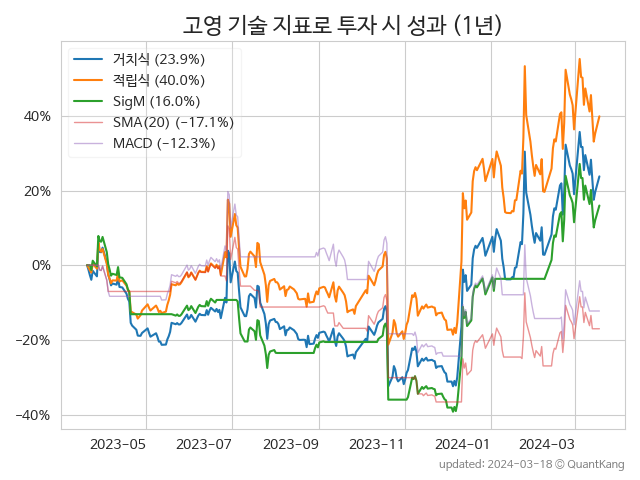 고영 기술 지표로 투자 시 성과 (1년)
거치식 (23.9%)
적립식 (40.0%)
SigM (16.0%)
SMA(20) (−17.1%)
MACD (−12.3%)
40%
20%
0%
−20%
−40%
2023-05 2023-07 2023-09 2023-11 2024-01 2024-03
updated: 2024-03-18 © QuantKang